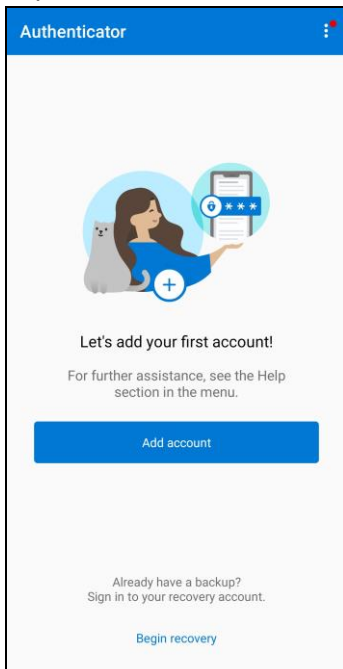 Authenticator
* * *
Let's add your first account!
For further assistance, see the Help
section in the menu.
Add account
Already have a backup?
Sign in to your recovery account.
Begin recovery